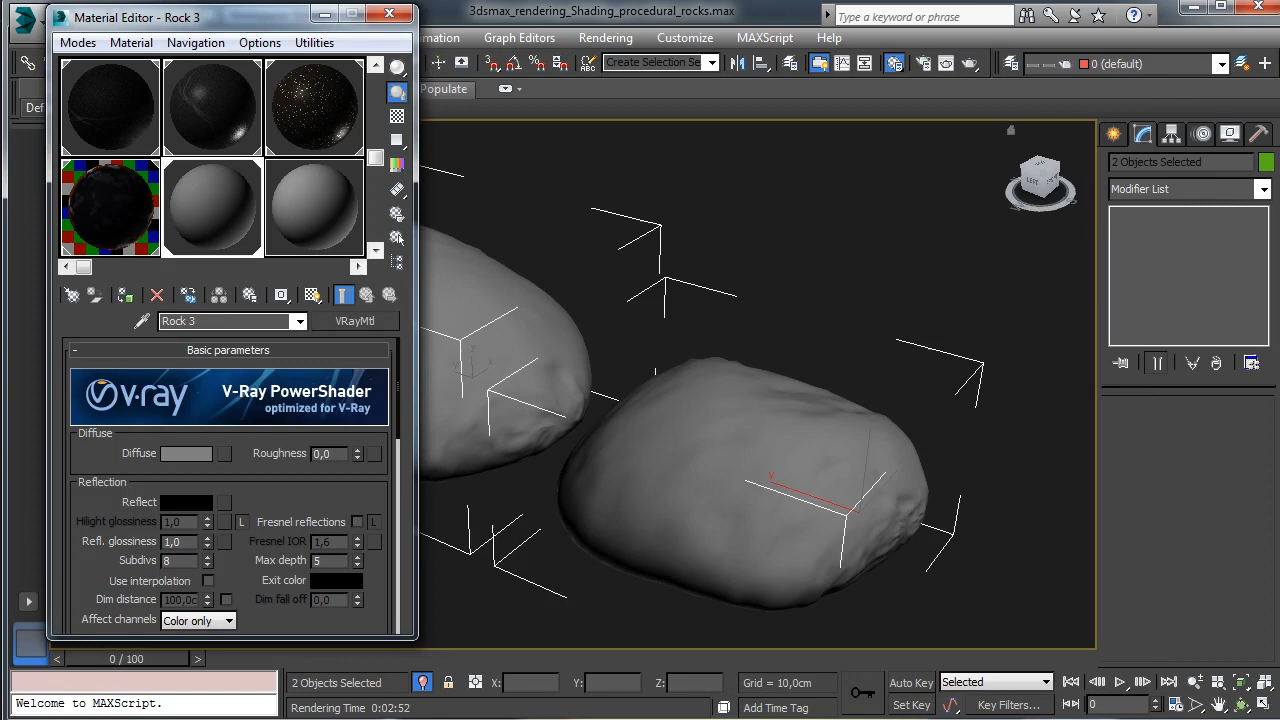 Material Editor - Rock 3
3dsmax_rendering_Shading_procedural_rocks.max
Type a keyword or phrase
Modes Material Navigation Options Utilities
Graph Editors Rendering Customize MAXScript Help
Create Selection Se
0 (default)
Populate
Def
2 Objects Selected
Modifier List
LEFT
Rock 3
VRayMtl
- Basic parameters
v·ray
V-Ray PowerShader
optimized for V-Ray
Diffuse
Diffuse Roughness 0,0
Reflection
Reflect
Hilight glossiness 1,0 L Fresnel reflections L
Refl. glossiness 1,0 Fresnel IOR 1,6
Subdivs 8 Max depth 5
Use interpolation Exit color
Dim distance 100,0c Dim fall off 0,0
Affect channels Color only
z
x
y
y
< 0 / 100 >
Welcome to MAXScript.
2 Objects Selected X: Y: Z: Grid = 10,0cm
Rendering Time 0:02:52 Add Time Tag
Auto Key Selected
Set Key Key Filters... 0